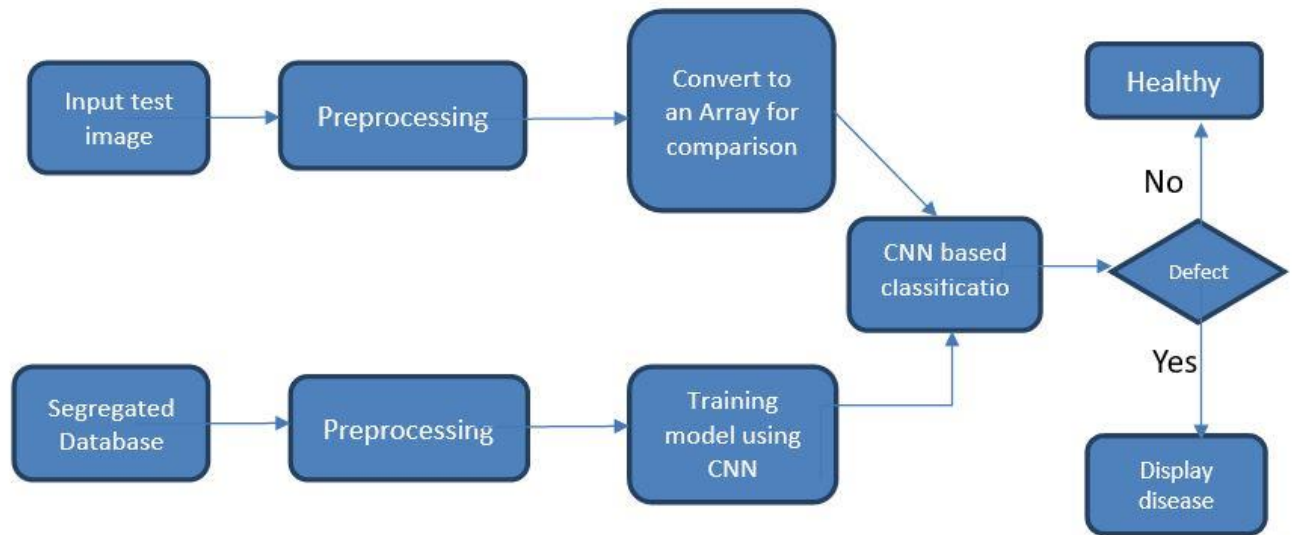 Input test
image
Preprocessing
Convert to
an Array for
comparison
Healthy
No
CNN based
classificatio
Defect
Yes
Segregated
Database
Preprocessing
Training
model using
CNN
Display
disease